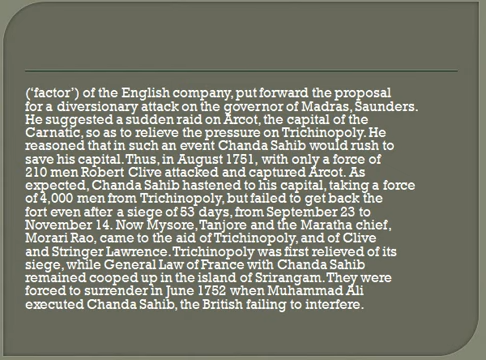 (‘factor’) of the English company, put forward the proposal
for a diversionary attack on the governor of Madras, Saunders.
He suggested a sudden raid on Arcot, the capital of the
Carnatic, so as to relieve the pressure on Trichinopoly. He
reasoned that in such an event Chanda Sahib would rush to
save his capital. Thus, in August 1751, with only a force of
210 men Robert Clive attacked and captured Arcot. As
expected, Chanda Sahib hastened to his capital, taking a force
of 4,000 men from Trichinopoly, but failed to get back the
fort even after a siege of 53 days, from September 23 to
November 14. Now Mysore, Tanjore and the Maratha chief,
Morari Rao, came to the aid of Trichinopoly, and of Clive
and Stringer Lawrence. Trichinopoly was first relieved of its
siege, while General Law of France with Chanda Sahib
remained cooped up in the island of Srirangam. They were
forced to surrender in June 1752 when Muhammad Ali
executed Chanda Sahib, the British failing to interfere.